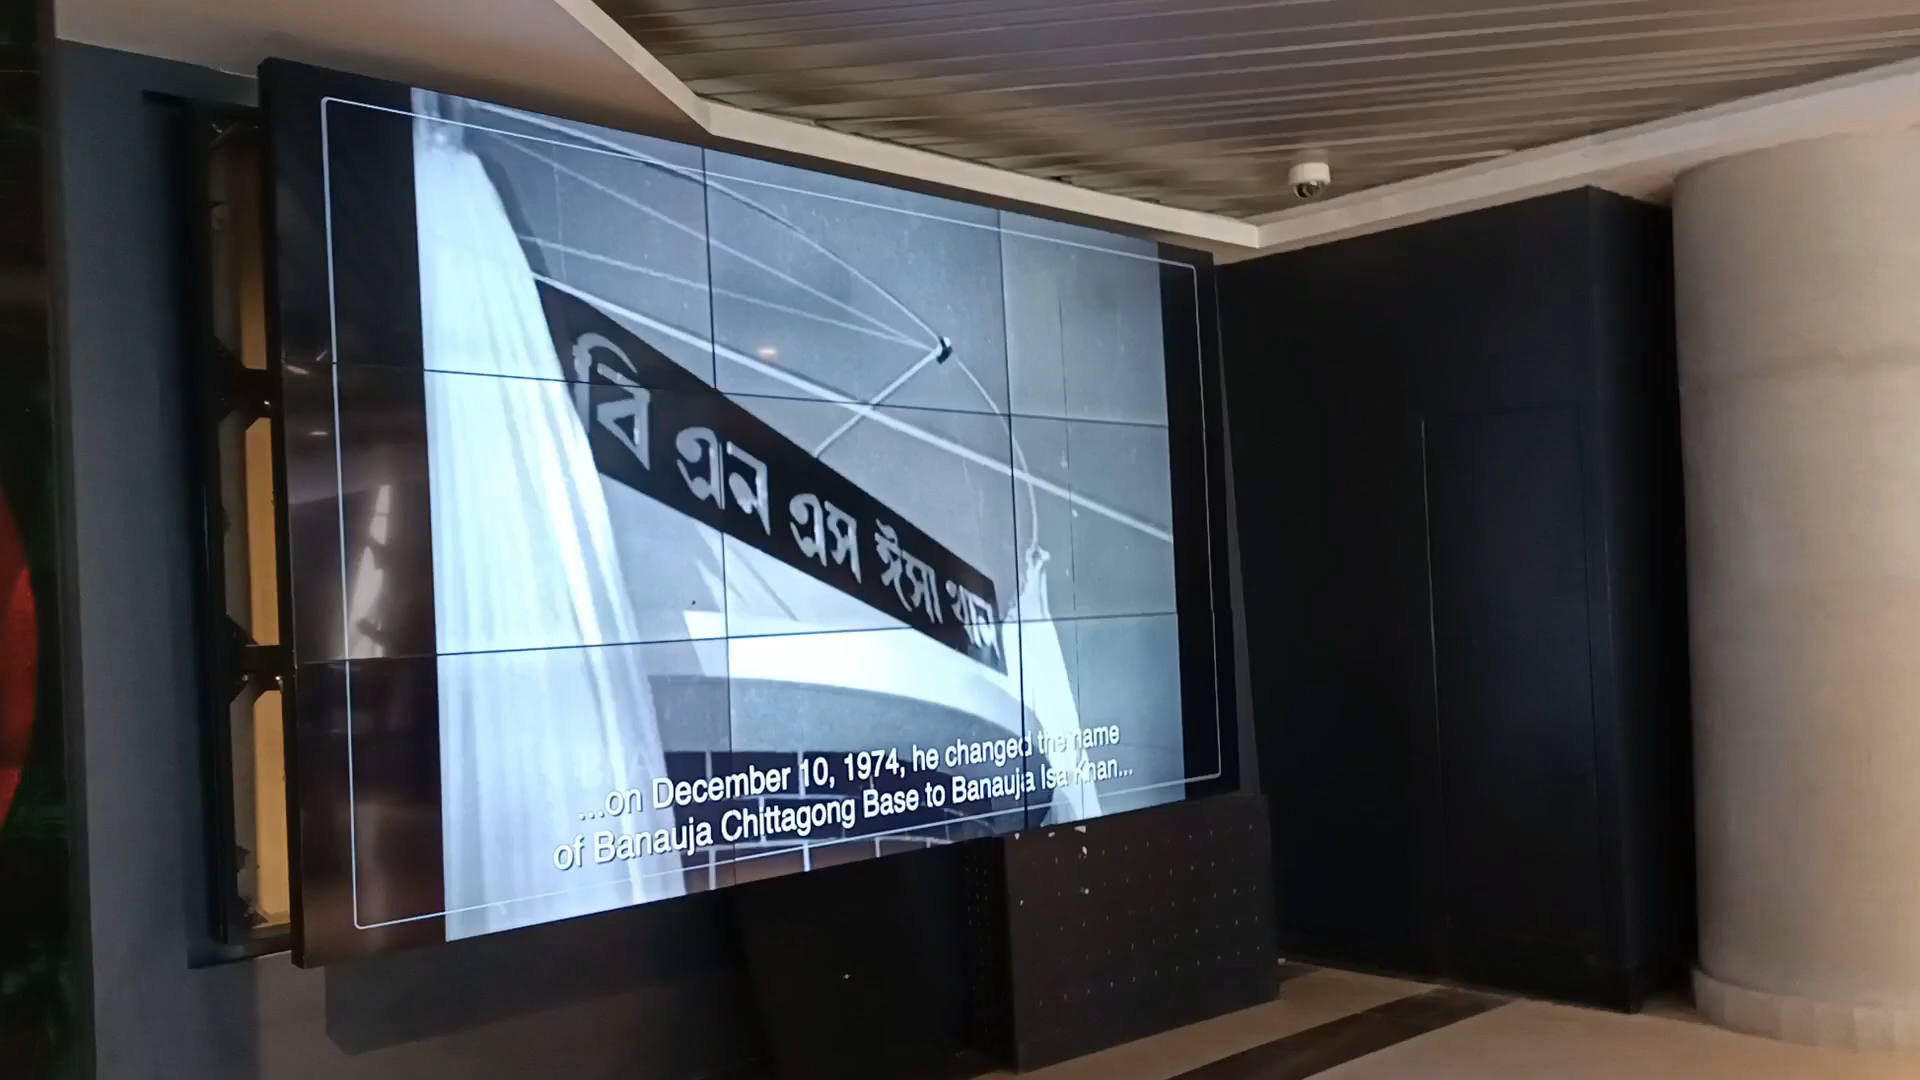 বি এন এস ঈসা খান
...on December 10, 1974, he changed the name
of Banauja Chittagong Base to Banauja Isa Khan...